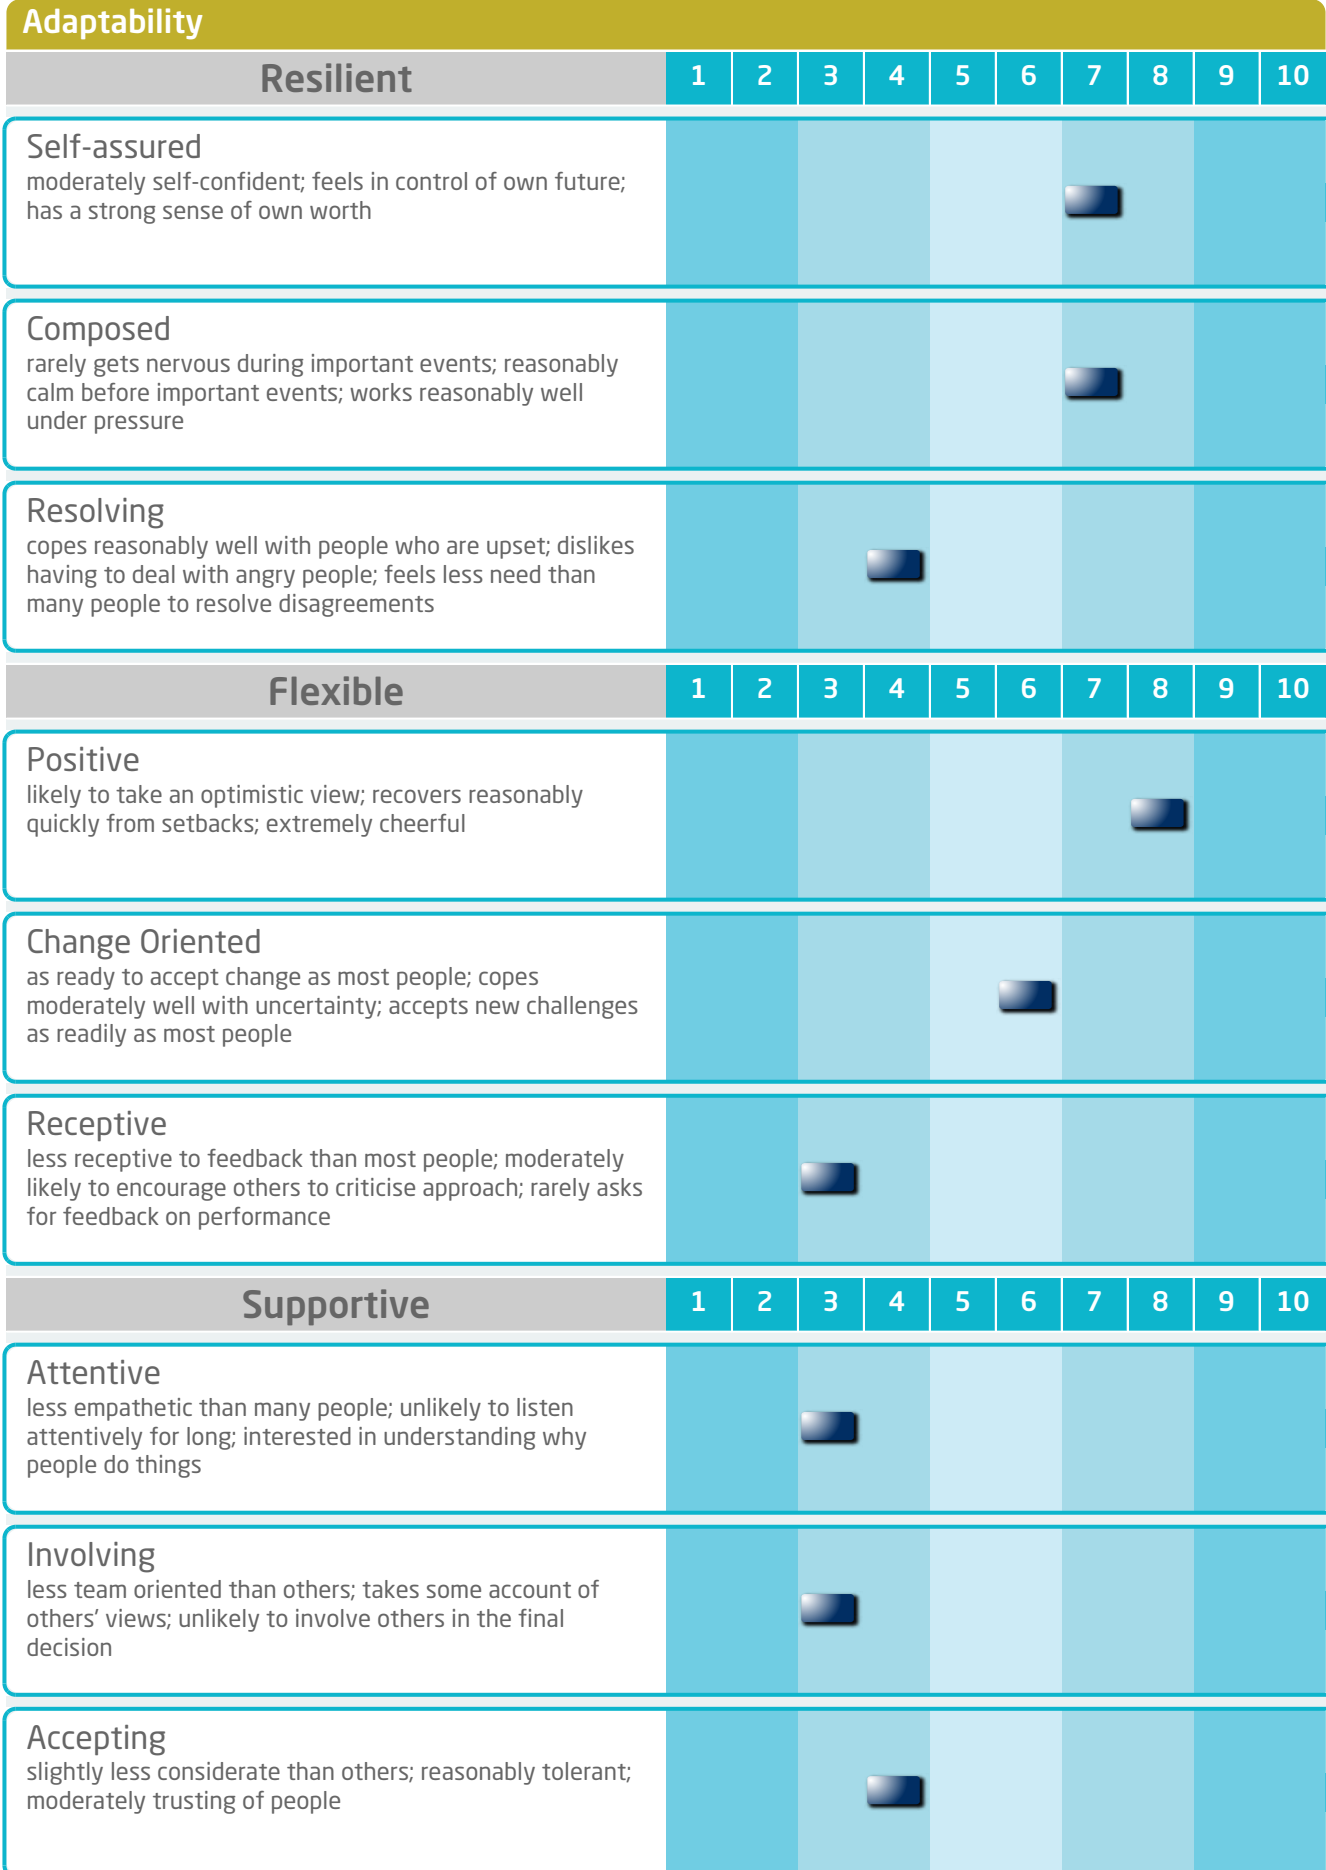 Adaptability
Resilient 1 2 3 4 5 6 7 8 9 10
Self-assured
moderately self-confident; feels in control of own future;
has a strong sense of own worth
Composed
rarely gets nervous during important events; reasonably
calm before important events; works reasonably well
under pressure
Resolving
copes reasonably well with people who are upset; dislikes
having to deal with angry people; feels less need than
many people to resolve disagreements
Flexible 1 2 3 4 5 6 7 8 9 10
Positive
likely to take an optimistic view; recovers reasonably
quickly from setbacks; extremely cheerful
Change Oriented
as ready to accept change as most people; copes
moderately well with uncertainty; accepts new challenges
as readily as most people
Receptive
less receptive to feedback than most people; moderately
likely to encourage others to criticise approach; rarely asks
for feedback on performance
Supportive 1 2 3 4 5 6 7 8 9 10
Attentive
less empathetic than many people; unlikely to listen
attentively for long; interested in understanding why
people do things
Involving
less team oriented than others; takes some account of
others' views; unlikely to involve others in the final
decision
Accepting
slightly less considerate than others; reasonably tolerant;
moderately trusting of people